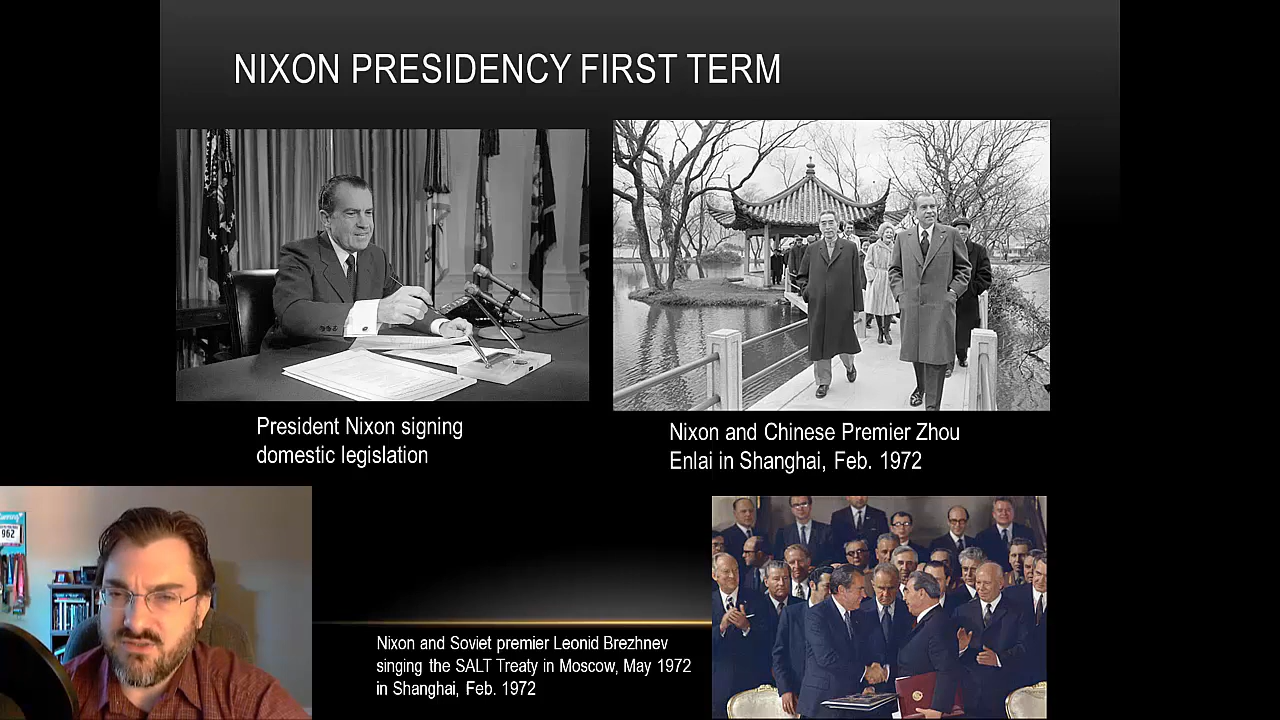 NIXON PRESIDENCY FIRST TERM
President Nixon signing
domestic legislation
Nixon and Chinese Premier Zhou
Enlai in Shanghai, Feb. 1972
962
Nixon and Soviet premier Leonid Brezhnev
singing the SALT Treaty in Moscow, May 1972
in Shanghai, Feb. 1972